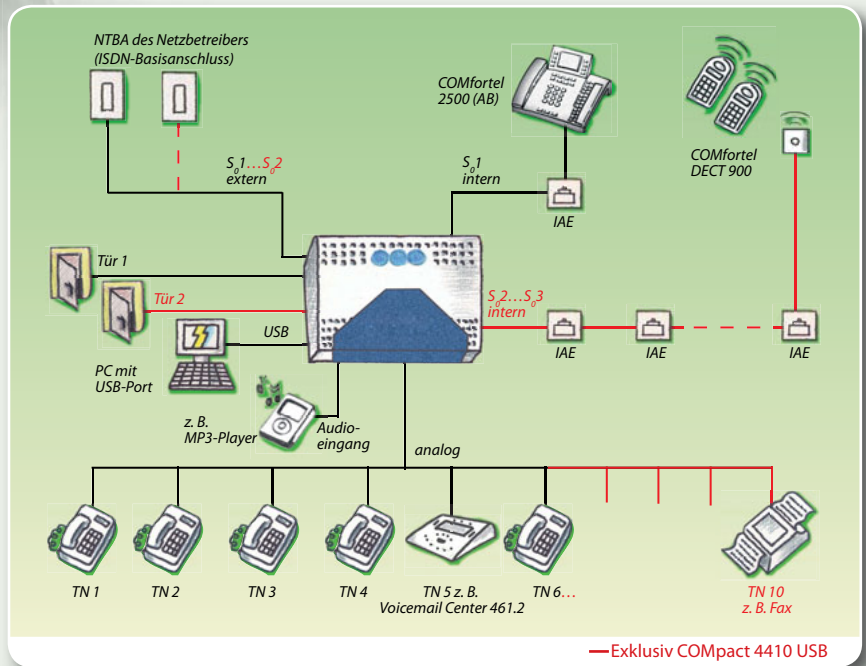 NTBA des Netzbetreibers
(ISDN-Basisanschluss)
COMfortel
2500 (AB)
COMfortel
DECT 900
S₀1…S₀2
extern
S₀1
intern
IAE
Tür 1
Tür 2
S₀2…S₀3
intern
USB
IAE
IAE
IAE
PC mit
USB-Port
z. B.
MP3-Player
Audio-
eingang
analog
TN 1
TN 2
TN 3
TN 4
TN 5 z. B.
Voicemail Center 461.2
TN 6…
TN 10
z. B. Fax
Exklusiv COMpact 4410 USB